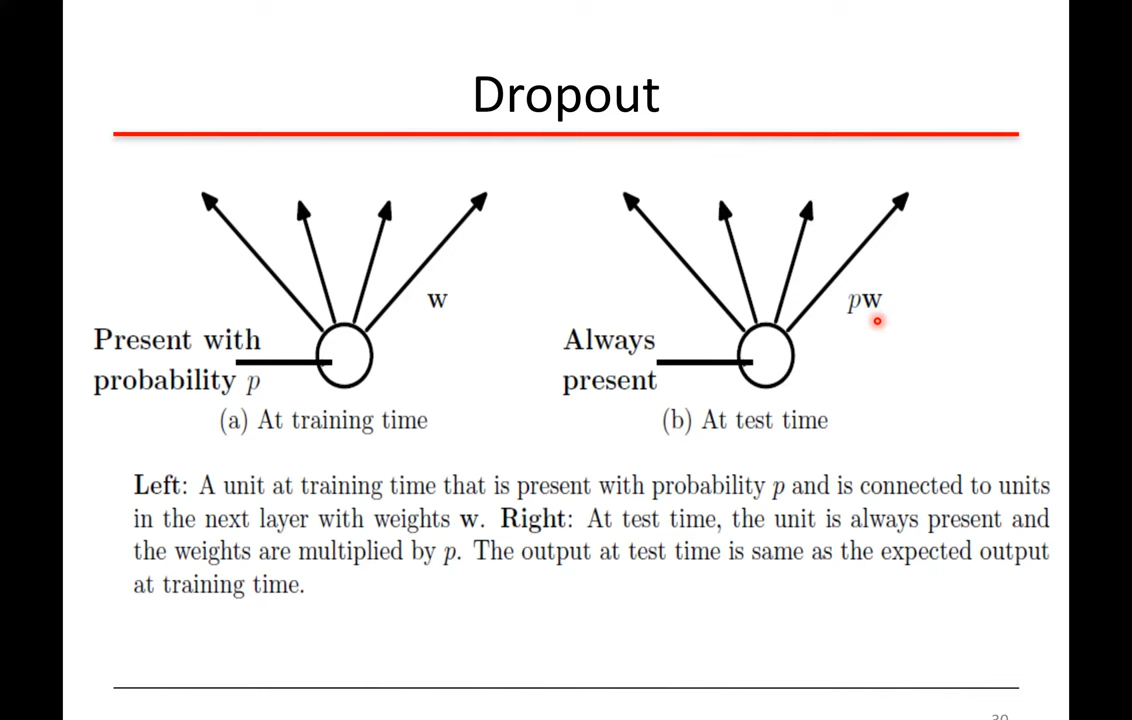 Dropout
w
pw
Present with
probability p
Always
present
(a) At training time
(b) At test time
Left: A unit at training time that is present with probability p and is connected to units
in the next layer with weights w. Right: At test time, the unit is always present and
the weights are multiplied by p. The output at test time is same as the expected output
at training time.